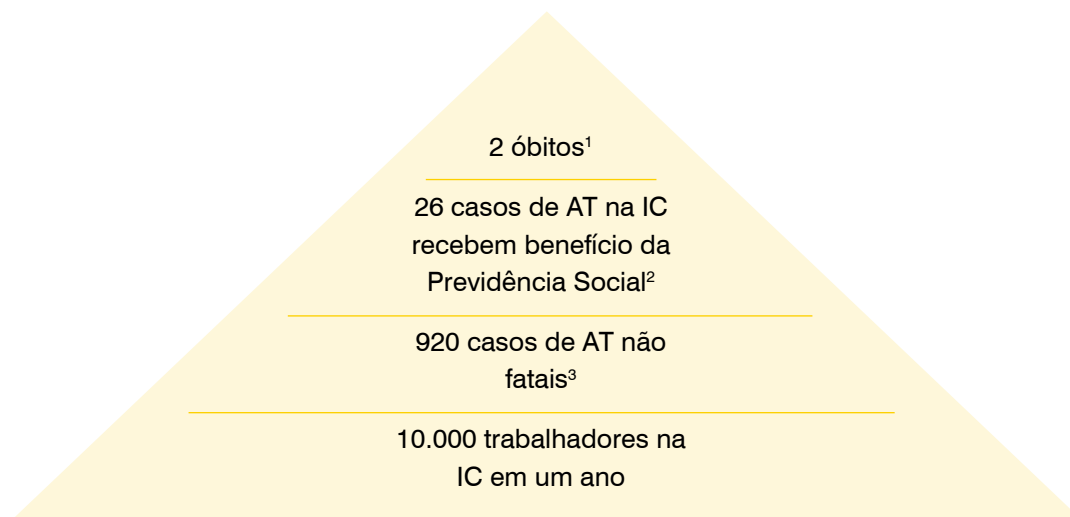 2 óbitos¹
26 casos de AT na IC
recebem benefício da
Previdência Social²
920 casos de AT não
fatais³
10.000 trabalhadores na
IC em um ano